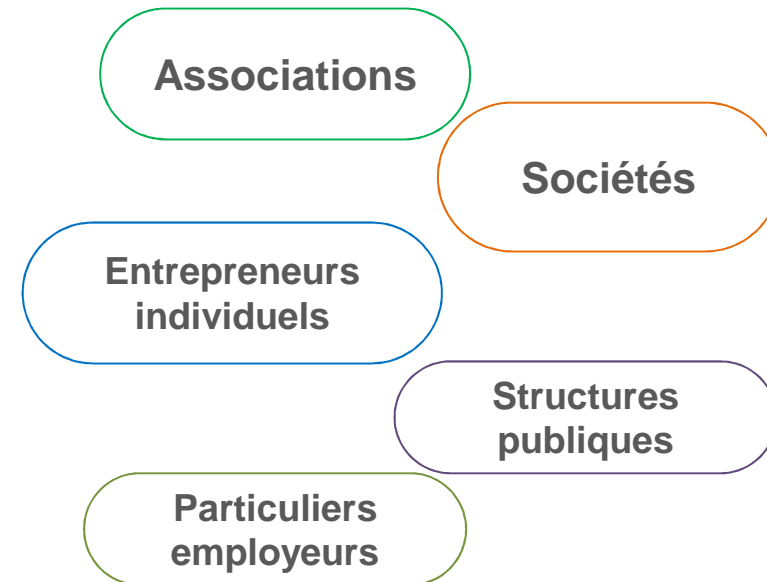 Associations
Sociétés
Entrepreneurs
individuels
Structures
publiques
Particuliers
employeurs